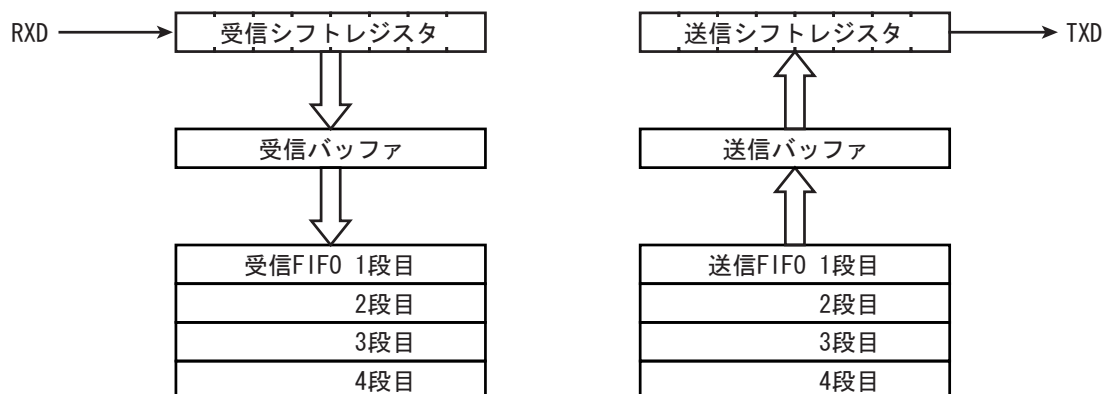 RXD
受信シフトレジスタ
送信シフトレジスタ
TXD
受信バッファ
送信バッファ
受信FIFO 1段目
2段目
3段目
4段目
送信FIFO 1段目
2段目
3段目
4段目